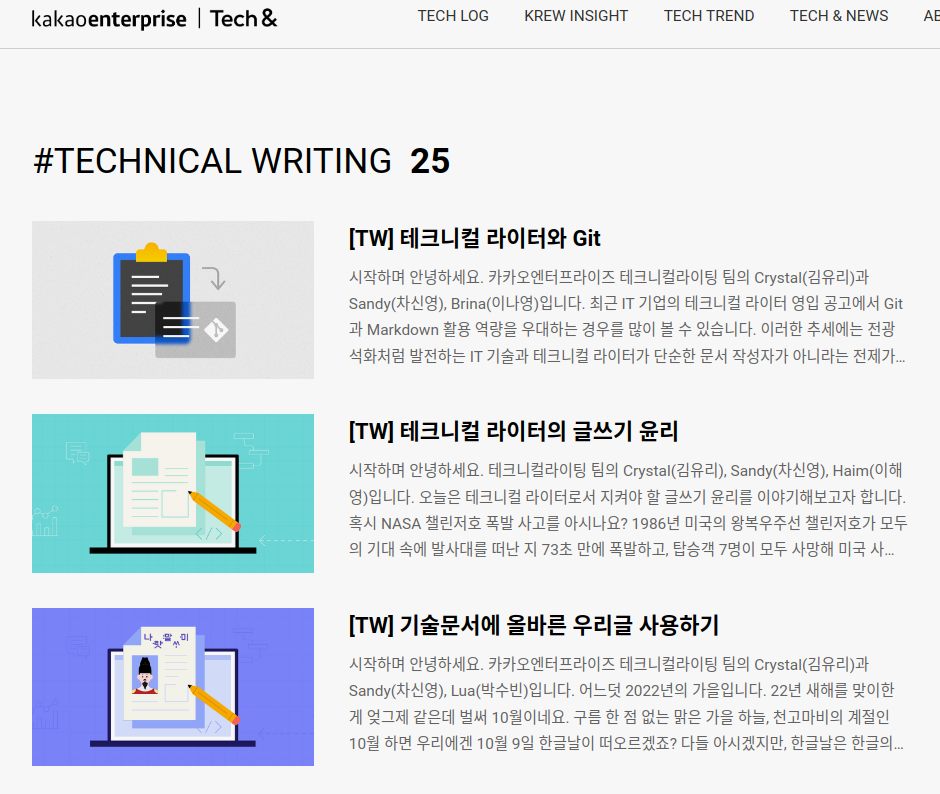 kakaoenterprise | Tech&
TECH LOG KREW INSIGHT TECH TREND TECH & NEWS AB
#TECHNICAL WRITING 25
[TW] 테크니컬 라이터와 Git
시작하며 안녕하세요. 카카오엔터프라이즈 테크니컬라이팅 팀의 Crystal(김유리)과
Sandy(차신영), Brina(이나영)입니다. 최근 IT 기업의 테크니컬 라이터 영입 공고에서 Git
과 Markdown 활용 역량을 우대하는 경우를 많이 볼 수 있습니다. 이러한 추세에는 전광
석화처럼 발전하는 IT 기술과 테크니컬 라이터가 단순한 문서 작성자가 아니라는 전제가...
[TW] 테크니컬 라이터의 글쓰기 윤리
시작하며 안녕하세요. 테크니컬라이팅 팀의 Crystal(김유리), Sandy(차신영), Haim(이해
영)입니다. 오늘은 테크니컬 라이터로서 지켜야 할 글쓰기 윤리를 이야기해보고자 합니다.
혹시 NASA 챌린저호 폭발 사고를 아시나요? 1986년 미국의 왕복우주선 챌린저호가 모두
의 기대 속에 발사대를 떠난 지 73초 만에 폭발하고, 탑승객 7명이 모두 사망해 미국 사...
</>
[TW] 기술문서에 올바른 우리글 사용하기
시작하며 안녕하세요. 카카오엔터프라이즈 테크니컬라이팅 팀의 Crystal(김유리)과
Sandy(차신영), Lua(박수빈)입니다. 어느덧 2022년의 가을입니다. 22년 새해를 맞이한
게 엊그제 같은데 벌써 10월이네요. 구름 한 점 없는 맑은 가을 하늘, 천고마비의 계절인
10월 하면 우리에겐 10월 9일 한글날이 떠오르겠죠? 다들 아시겠지만, 한글날은 한글의...
</>